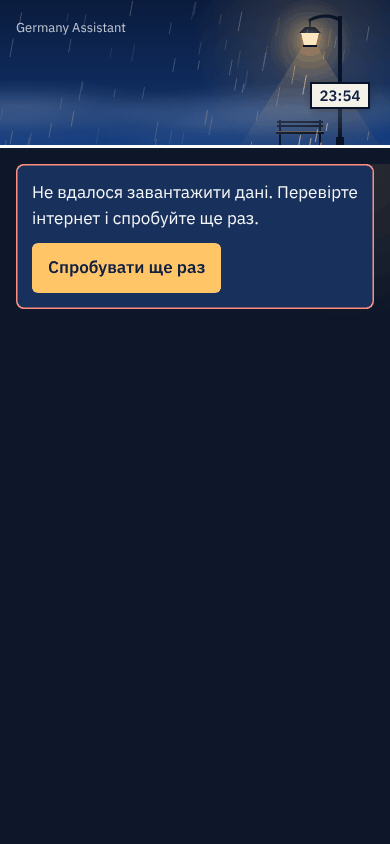 Germany Assistant
23:54
Не вдалося завантажити дані. Перевірте
інтернет і спробуйте ще раз.
Спробувати ще раз